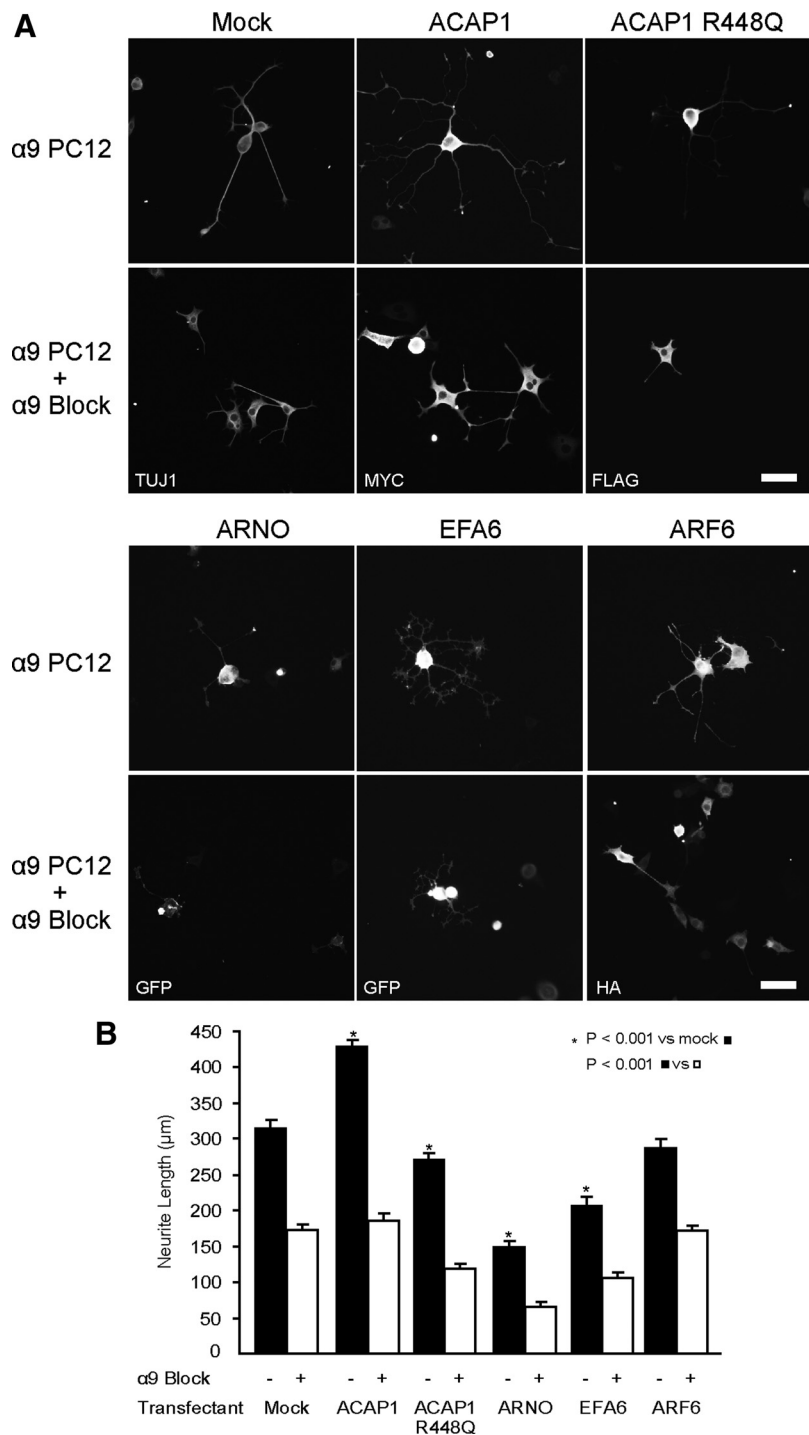 A
Mock ACAP1 ACAP1 R448Q
α9 PC12
α9 PC12
+
α9 Block
TUJ1 MYC FLAG
ARNO EFA6 ARF6
α9 PC12
α9 PC12
+
α9 Block
GFP GFP HA
B
* P < 0.001 vs mock ■
P < 0.001 ■ vs □
Neurite Length (μm)
450
400
350
300
250
200
150
100
50
0
* * * *
α9 Block - + - + - + - + - + - +
Transfectant Mock ACAP1 ACAP1 ARNO EFA6 ARF6
R448Q